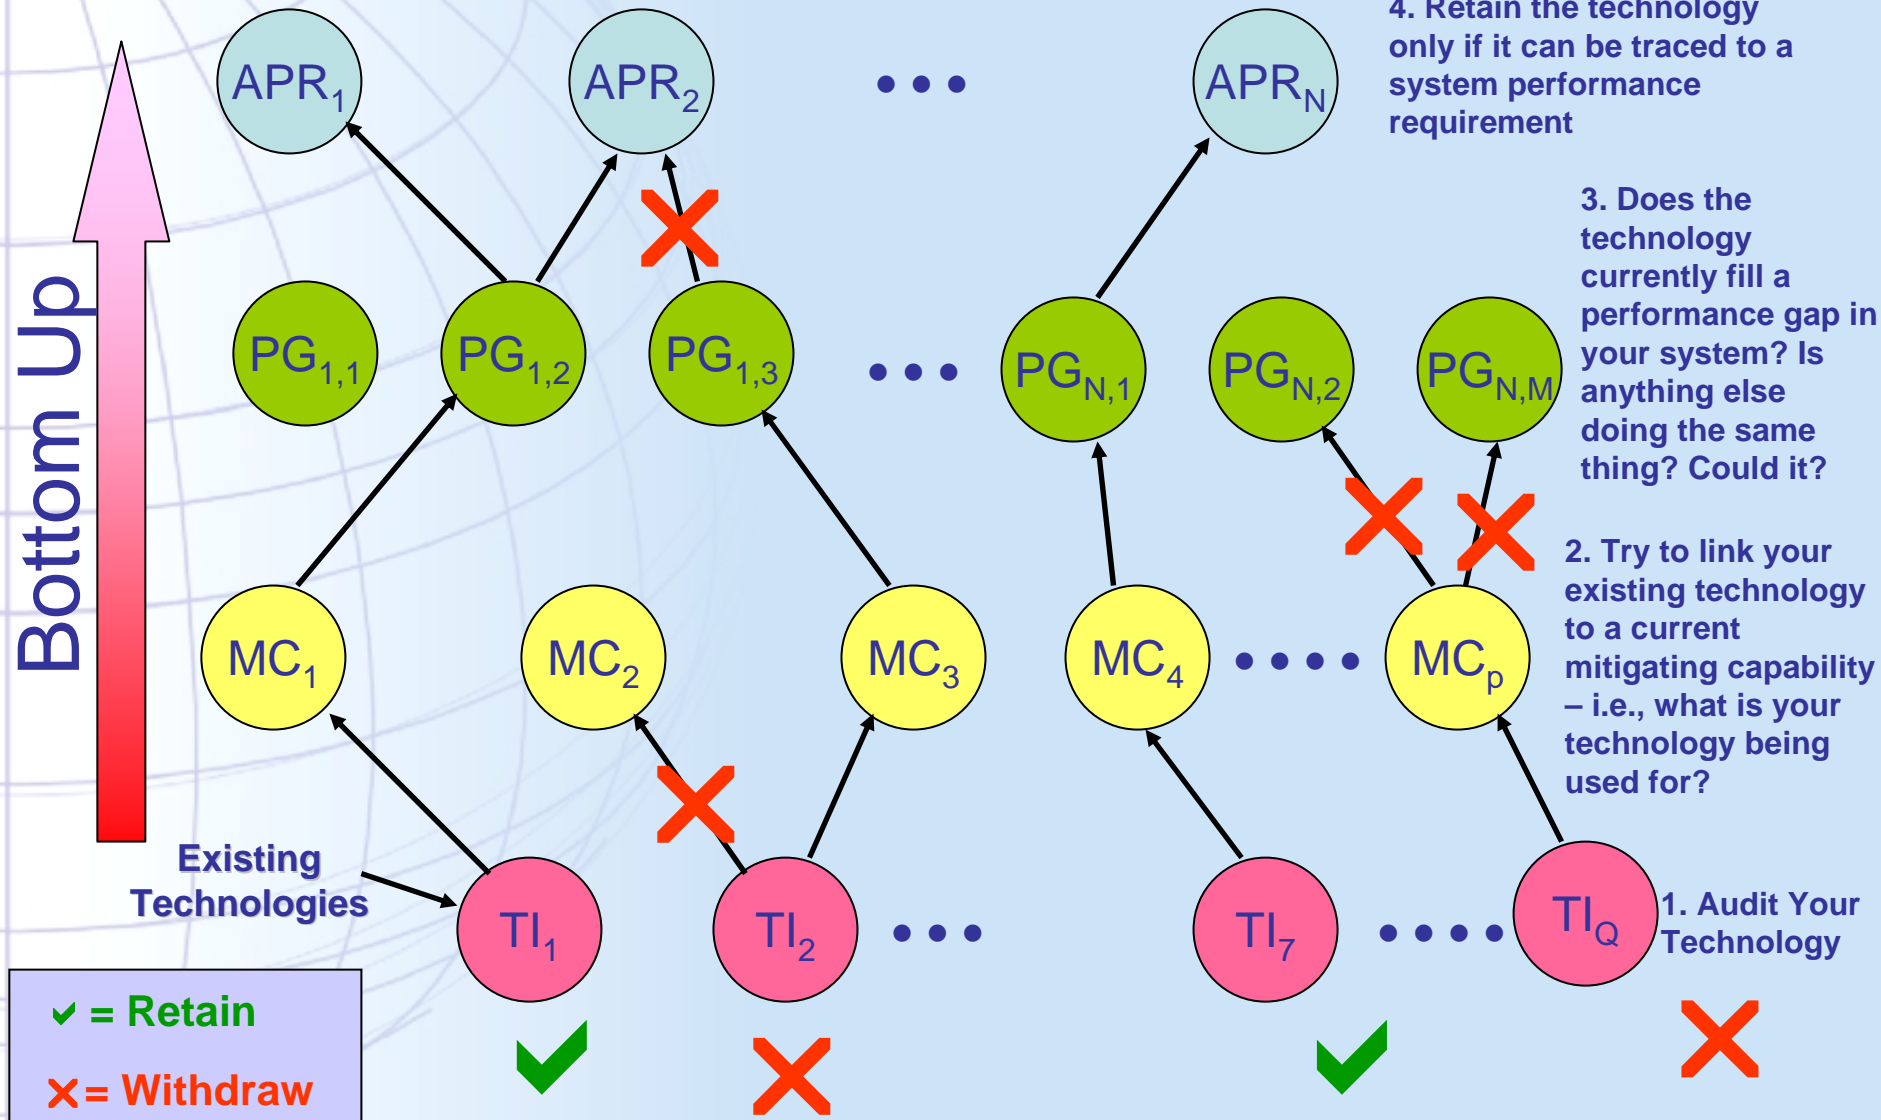 4. Retain the technology
only if it can be traced to a
system performance
requirement
APR1
APR2
...
APRN
3. Does the
technology
currently fill a
performance gap in
your system? Is
anything else
doing the same
thing? Could it?
PG1,1
PG1,2
PG1,3
...
PGN,1
PGN,2
PGN,M
Bottom Up
2. Try to link your
existing technology
to a current
mitigating capability
– i.e., what is your
technology being
used for?
MC1
MC2
MC3
MC4
....
MCp
Existing
Technologies
TI1
TI2
...
TI7
....
TIQ
1. Audit Your
Technology
✓ = Retain
✗ = Withdraw